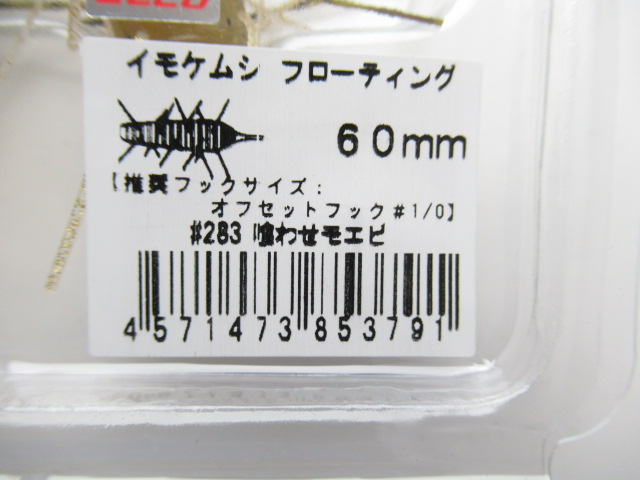 イモケムシ フローティング
60mm
【推奨フックサイズ:
オフセットフック#1/0】
#283 喰わせモエビ
4571473853791